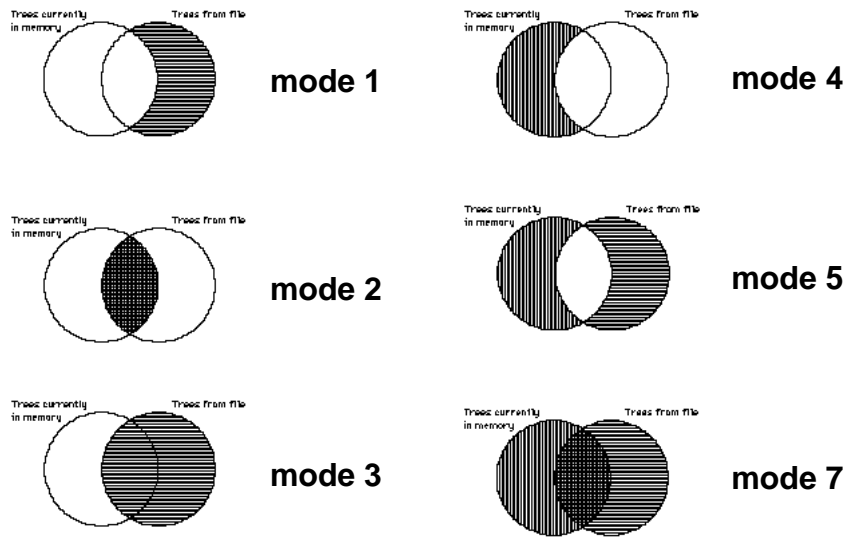 Trees currently
in memory
Trees from file
mode 1
Trees currently
in memory
Trees from file
mode 4
Trees currently
in memory
Trees from file
mode 2
Trees currently
in memory
Trees from file
mode 5
Trees currently
in memory
Trees from file
mode 3
Trees currently
in memory
Trees from file
mode 7